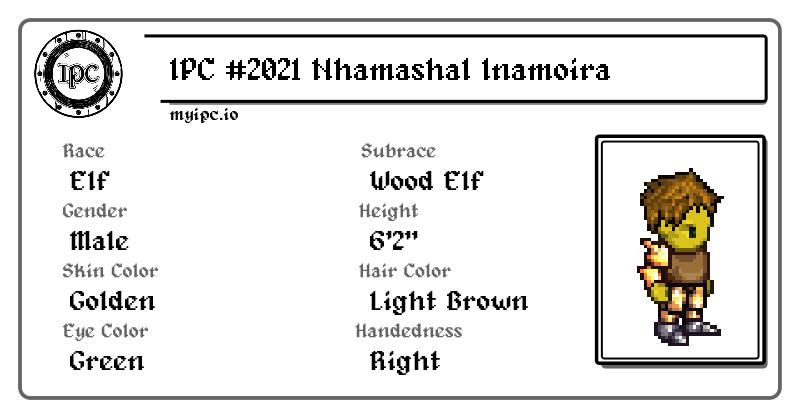 IPC
IPC #2021 Nhamashal Inamoira
myipc.io
Race
Elf
Subrace
Wood Elf
Gender
Male
Height
6'2"
Skin Color
Golden
Hair Color
Light Brown
Eye Color
Green
Handedness
Right